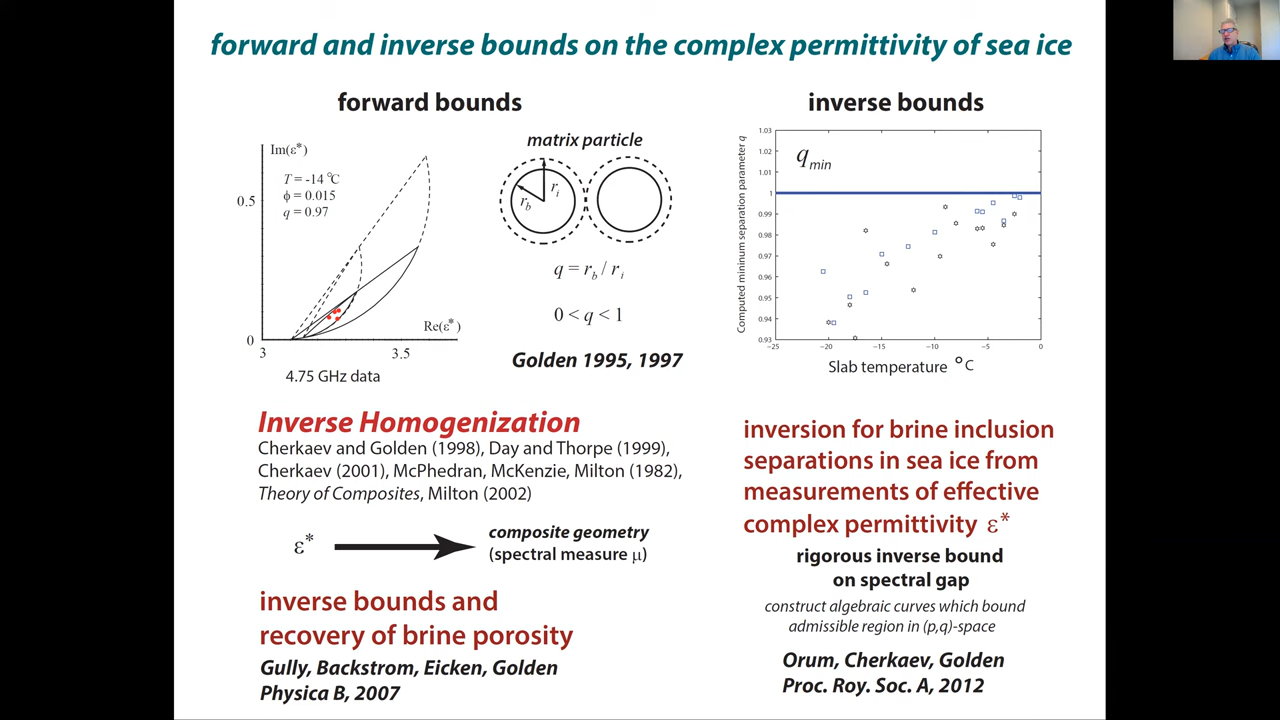 forward and inverse bounds on the complex permittivity of sea ice
forward bounds
Im(ε*)
T = -14 °C
ϕ = 0.015
q = 0.97
0.5
0
3
3.5
Re(ε*)
4.75 GHz data
matrix particle
r_b
r_i
q = r_b / r_i
0 < q < 1
Golden 1995, 1997
inverse bounds
Computed minimum separation parameter q
1.03
1.02
1.01
1
0.99
0.98
0.97
0.96
0.95
0.94
0.93
q_min
−25
−20
−15
−10
−5
0
Slab temperature °C
Inverse Homogenization
Cherkaev and Golden (1998), Day and Thorpe (1999),
Cherkaev (2001), McPhedran, McKenzie, Milton (1982),
Theory of Composites, Milton (2002)
ε*
composite geometry
(spectral measure μ)
inverse bounds and
recovery of brine porosity
Gully, Backstrom, Eicken, Golden
Physica B, 2007
inversion for brine inclusion
separations in sea ice from
measurements of effective
complex permittivity ε*
rigorous inverse bound
on spectral gap
construct algebraic curves which bound
admissible region in (p,q)-space
Orum, Cherkaev, Golden
Proc. Roy. Soc. A, 2012